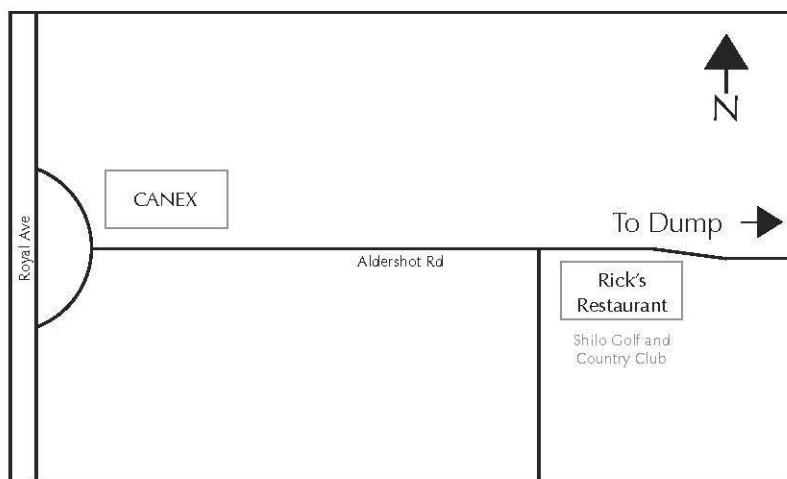 N
CANEX
To Dump
Royal Ave
Aldershot Rd
Rick's
Restaurant
Shilo Golf and
Country Club